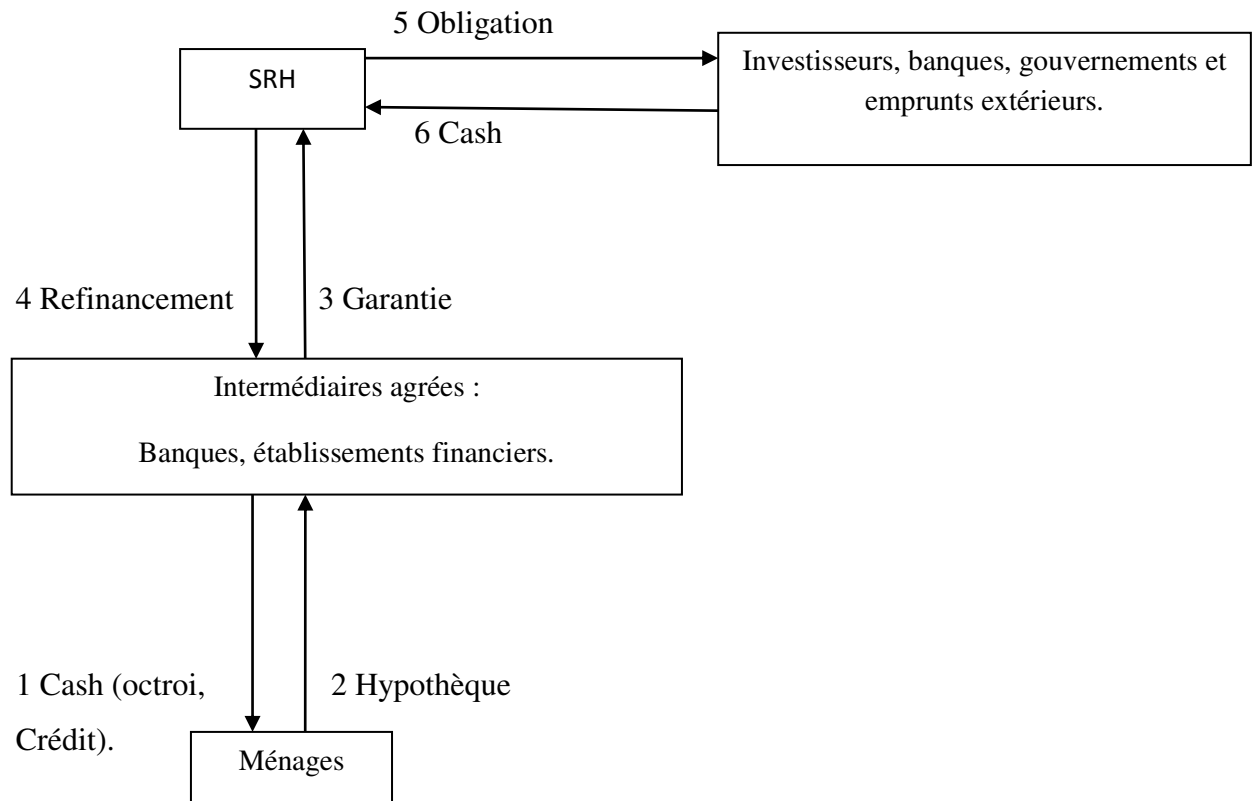 5 Obligation
SRH
Investisseurs, banques, gouvernements et
emprunts extérieurs.
6 Cash
4 Refinancement
3 Garantie
Intermédiaires agrées :
Banques, établissements financiers.
1 Cash (octroi,
Crédit).
2 Hypothèque
Ménages